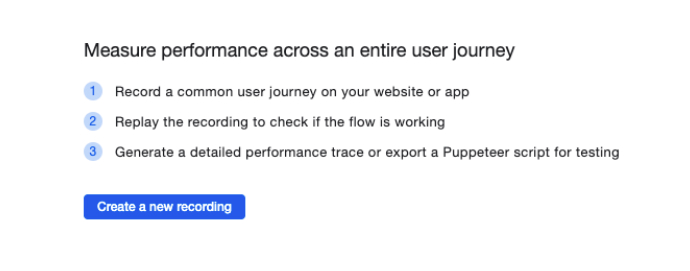 Measure performance across an entire user journey
1 Record a common user journey on your website or app
2 Replay the recording to check if the flow is working
3 Generate a detailed performance trace or export a Puppeteer script for testing
Create a new recording